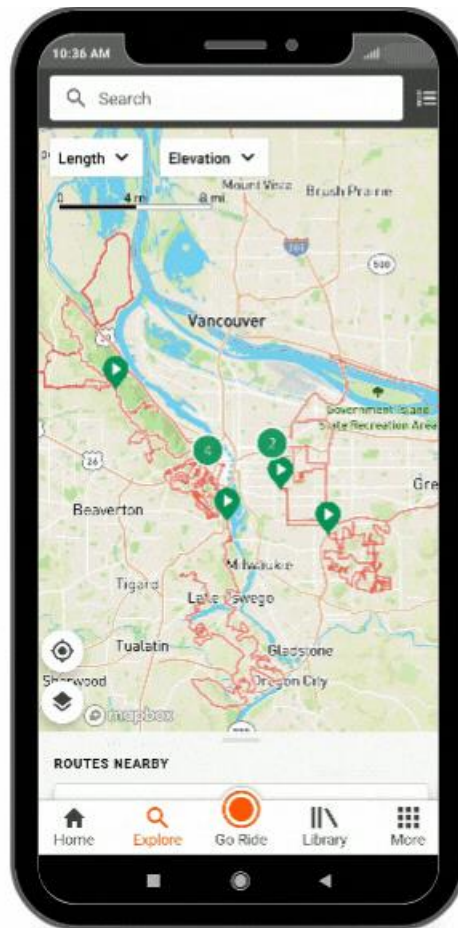 10:36 AM
Search
Length
Elevation
0 4 mi 8 mi
Mount Vista
Brush Prairie
500
Vancouver
Government Island
State Recreation Area
4
2
26
Gre
Beaverton
Milwaukie
Tigard
Lake Oswego
Tualatin
Gladstone
Sherwood
Oregon City
mapbox
ROUTES NEARBY
Home
Explore
Go Ride
Library
More